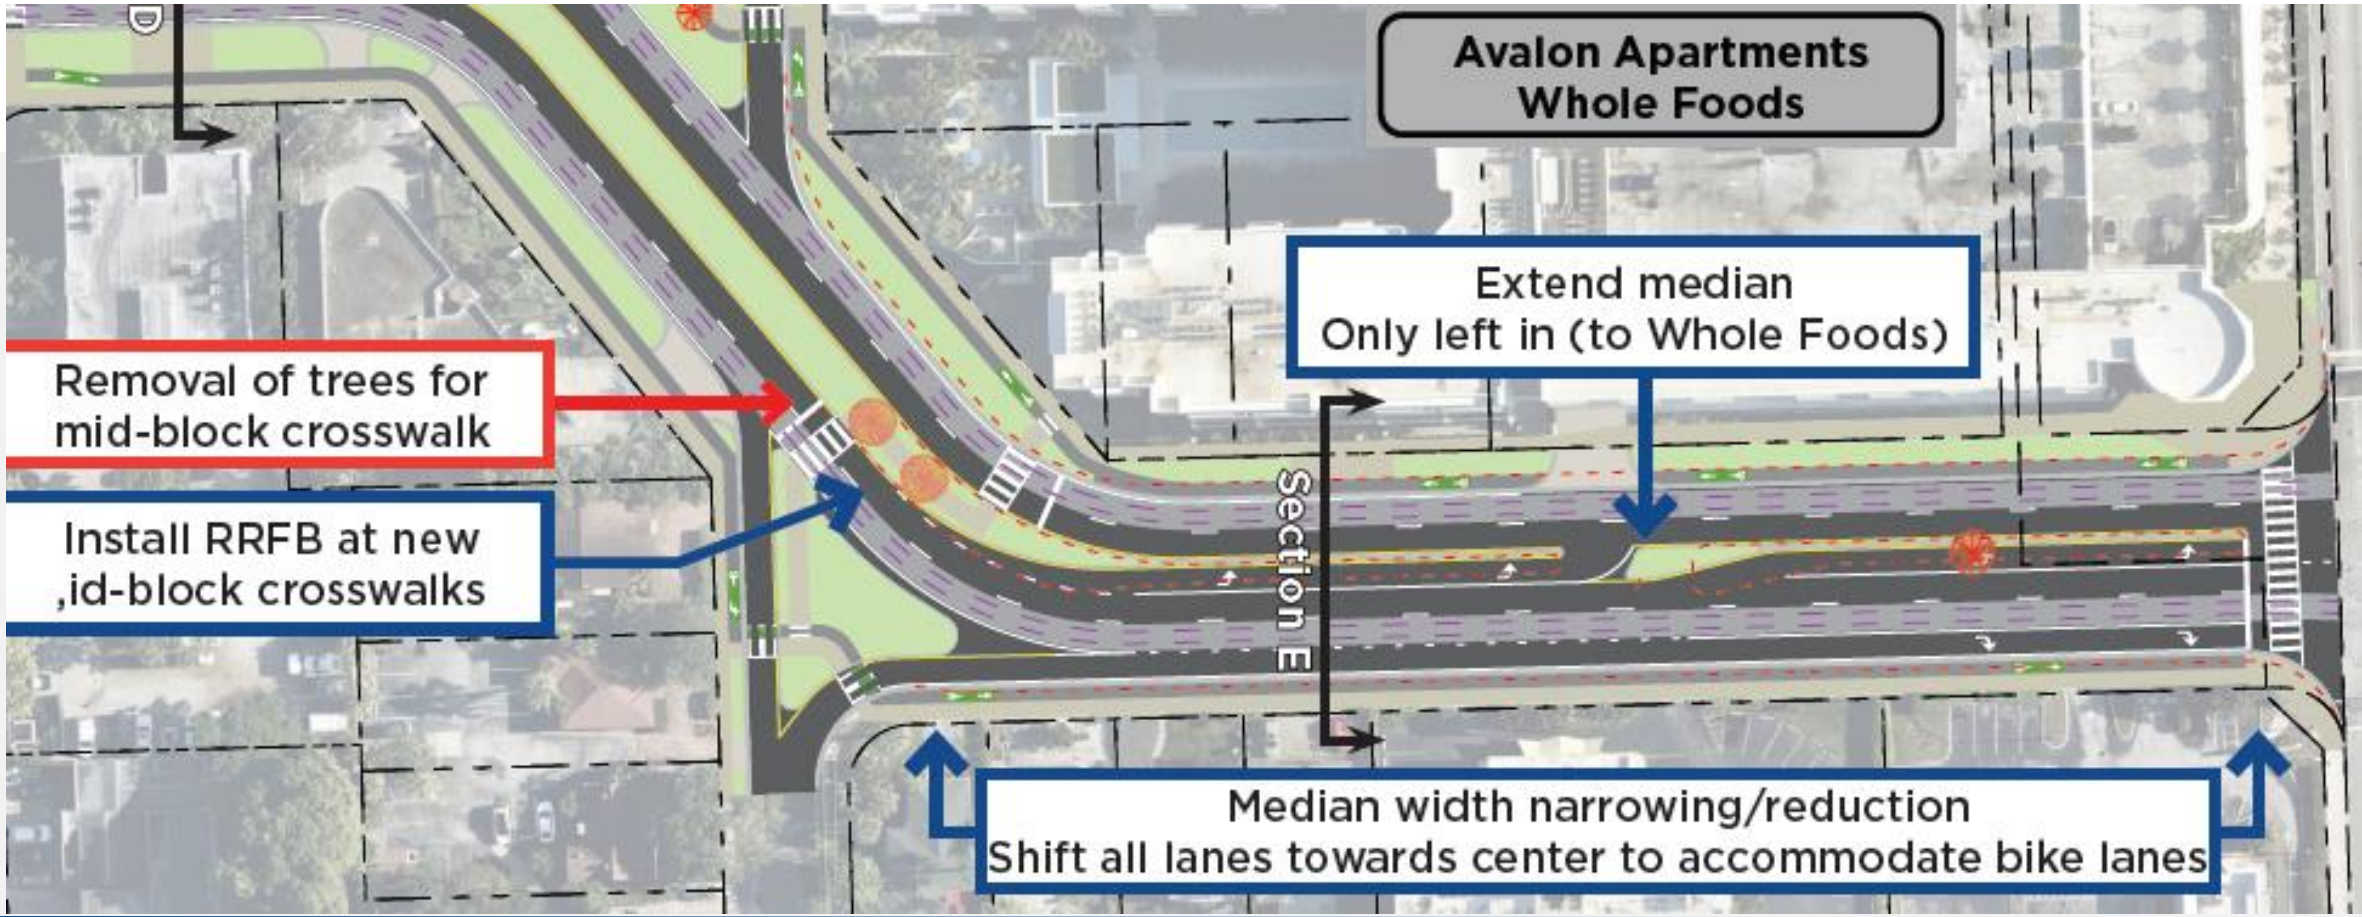 D
Avalon Apartments
Whole Foods
Extend median
Only left in (to Whole Foods)
Removal of trees for
mid-block crosswalk
Install RRFB at new
,id-block crosswalks
Section E
Median width narrowing/reduction
Shift all lanes towards center to accommodate bike lanes